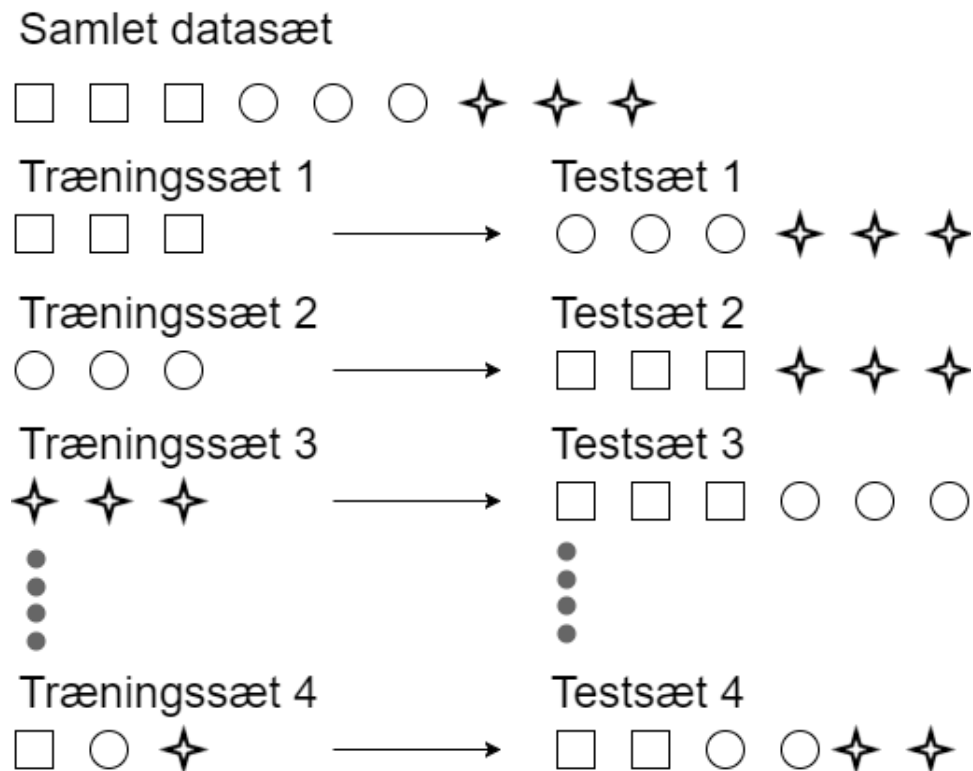 Samlet datasæt
Træningssæt 1
Testsæt 1
Træningssæt 2
Testsæt 2
Træningssæt 3
Testsæt 3
Træningssæt 4
Testsæt 4